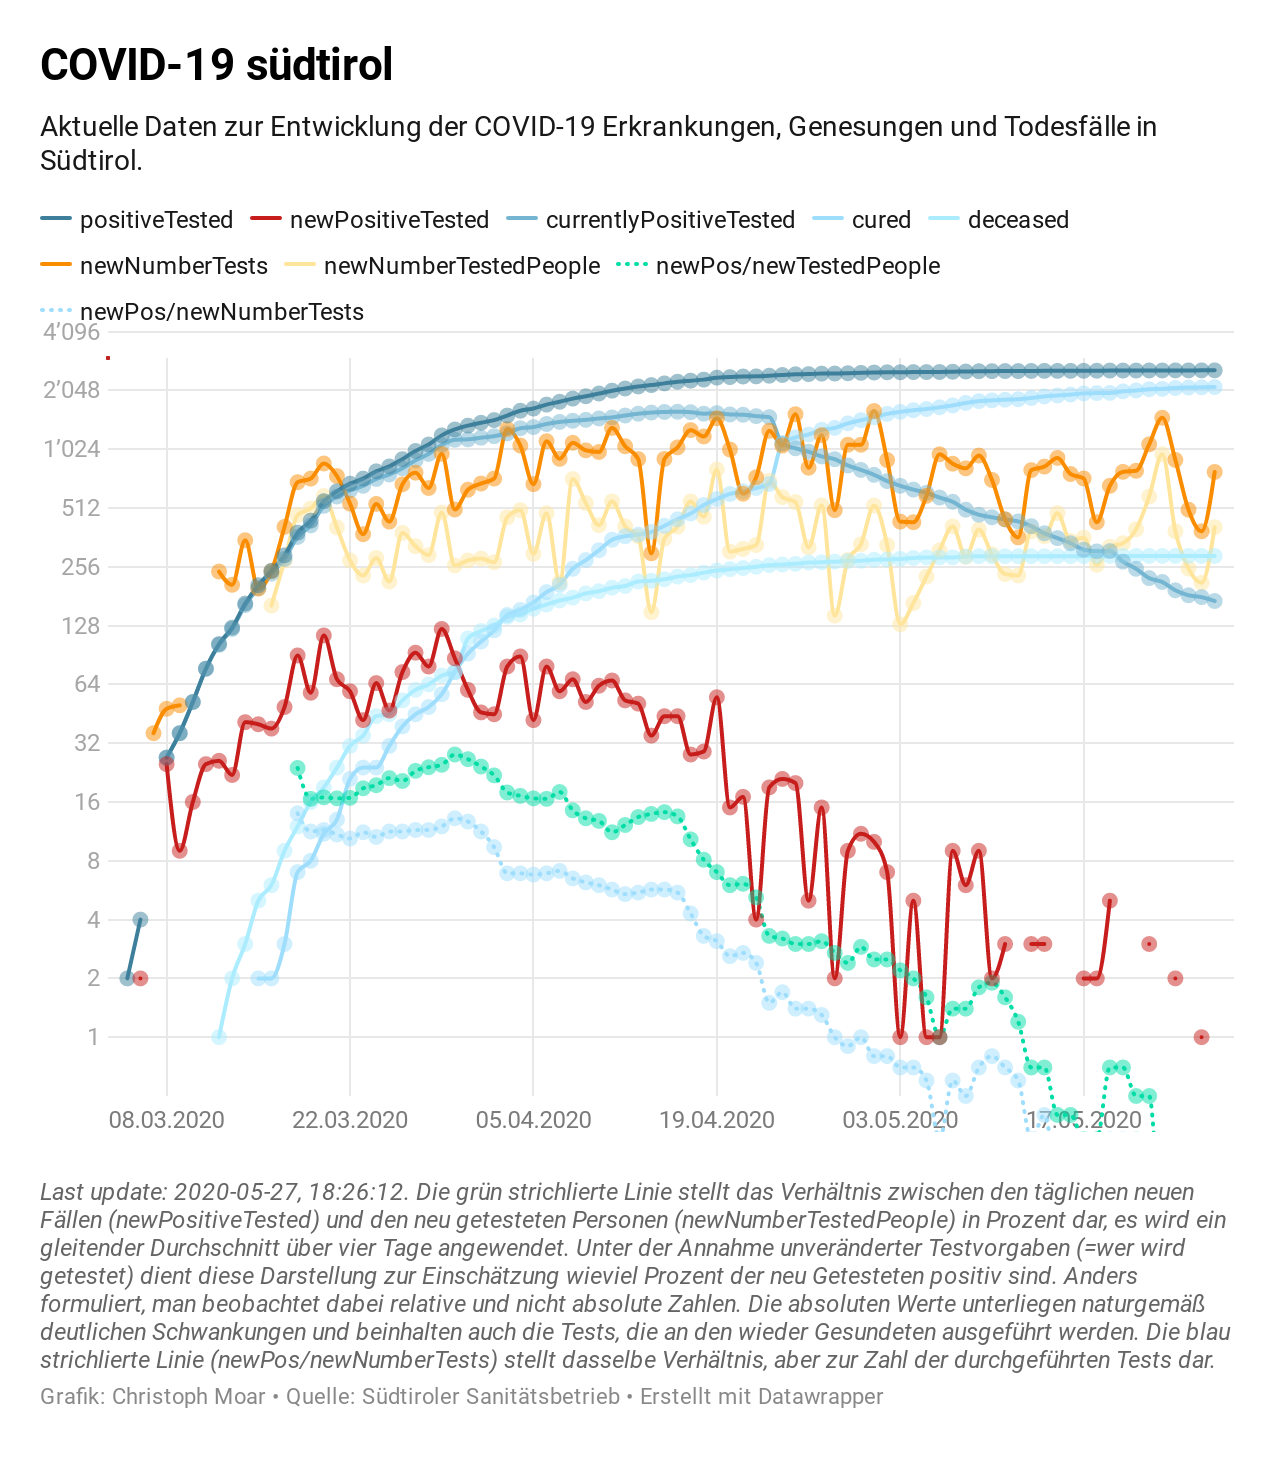 COVID-19 südtirol
Aktuelle Daten zur Entwicklung der COVID-19 Erkrankungen, Genesungen und Todesfälle in
Südtirol.
positiveTested newPositiveTested currentlyPositiveTested cured deceased
newNumberTests newNumberTestedPeople newPos/newTestedPeople
newPos/newNumberTests
4’096
2’048
1’024
512
256
128
64
32
16
8
4
2
1
08.03.2020 22.03.2020 05.04.2020 19.04.2020 03.05.2020 17.05.2020
Last update: 2020-05-27, 18:26:12. Die grün strichlierte Linie stellt das Verhältnis zwischen den täglichen neuen
Fällen (newPositiveTested) und den neu getesteten Personen (newNumberTestedPeople) in Prozent dar, es wird ein
gleitender Durchschnitt über vier Tage angewendet. Unter der Annahme unveränderter Testvorgaben (=wer wird
getestet) dient diese Darstellung zur Einschätzung wieviel Prozent der neu Getesteten positiv sind. Anders
formuliert, man beobachtet dabei relative und nicht absolute Zahlen. Die absoluten Werte unterliegen naturgemäß
deutlichen Schwankungen und beinhalten auch die Tests, die an den wieder Gesundeten ausgeführt werden. Die blau
strichlierte Linie (newPos/newNumberTests) stellt dasselbe Verhältnis, aber zur Zahl der durchgeführten Tests dar.
Grafik: Christoph Moar • Quelle: Südtiroler Sanitätsbetrieb • Erstellt mit Datawrapper